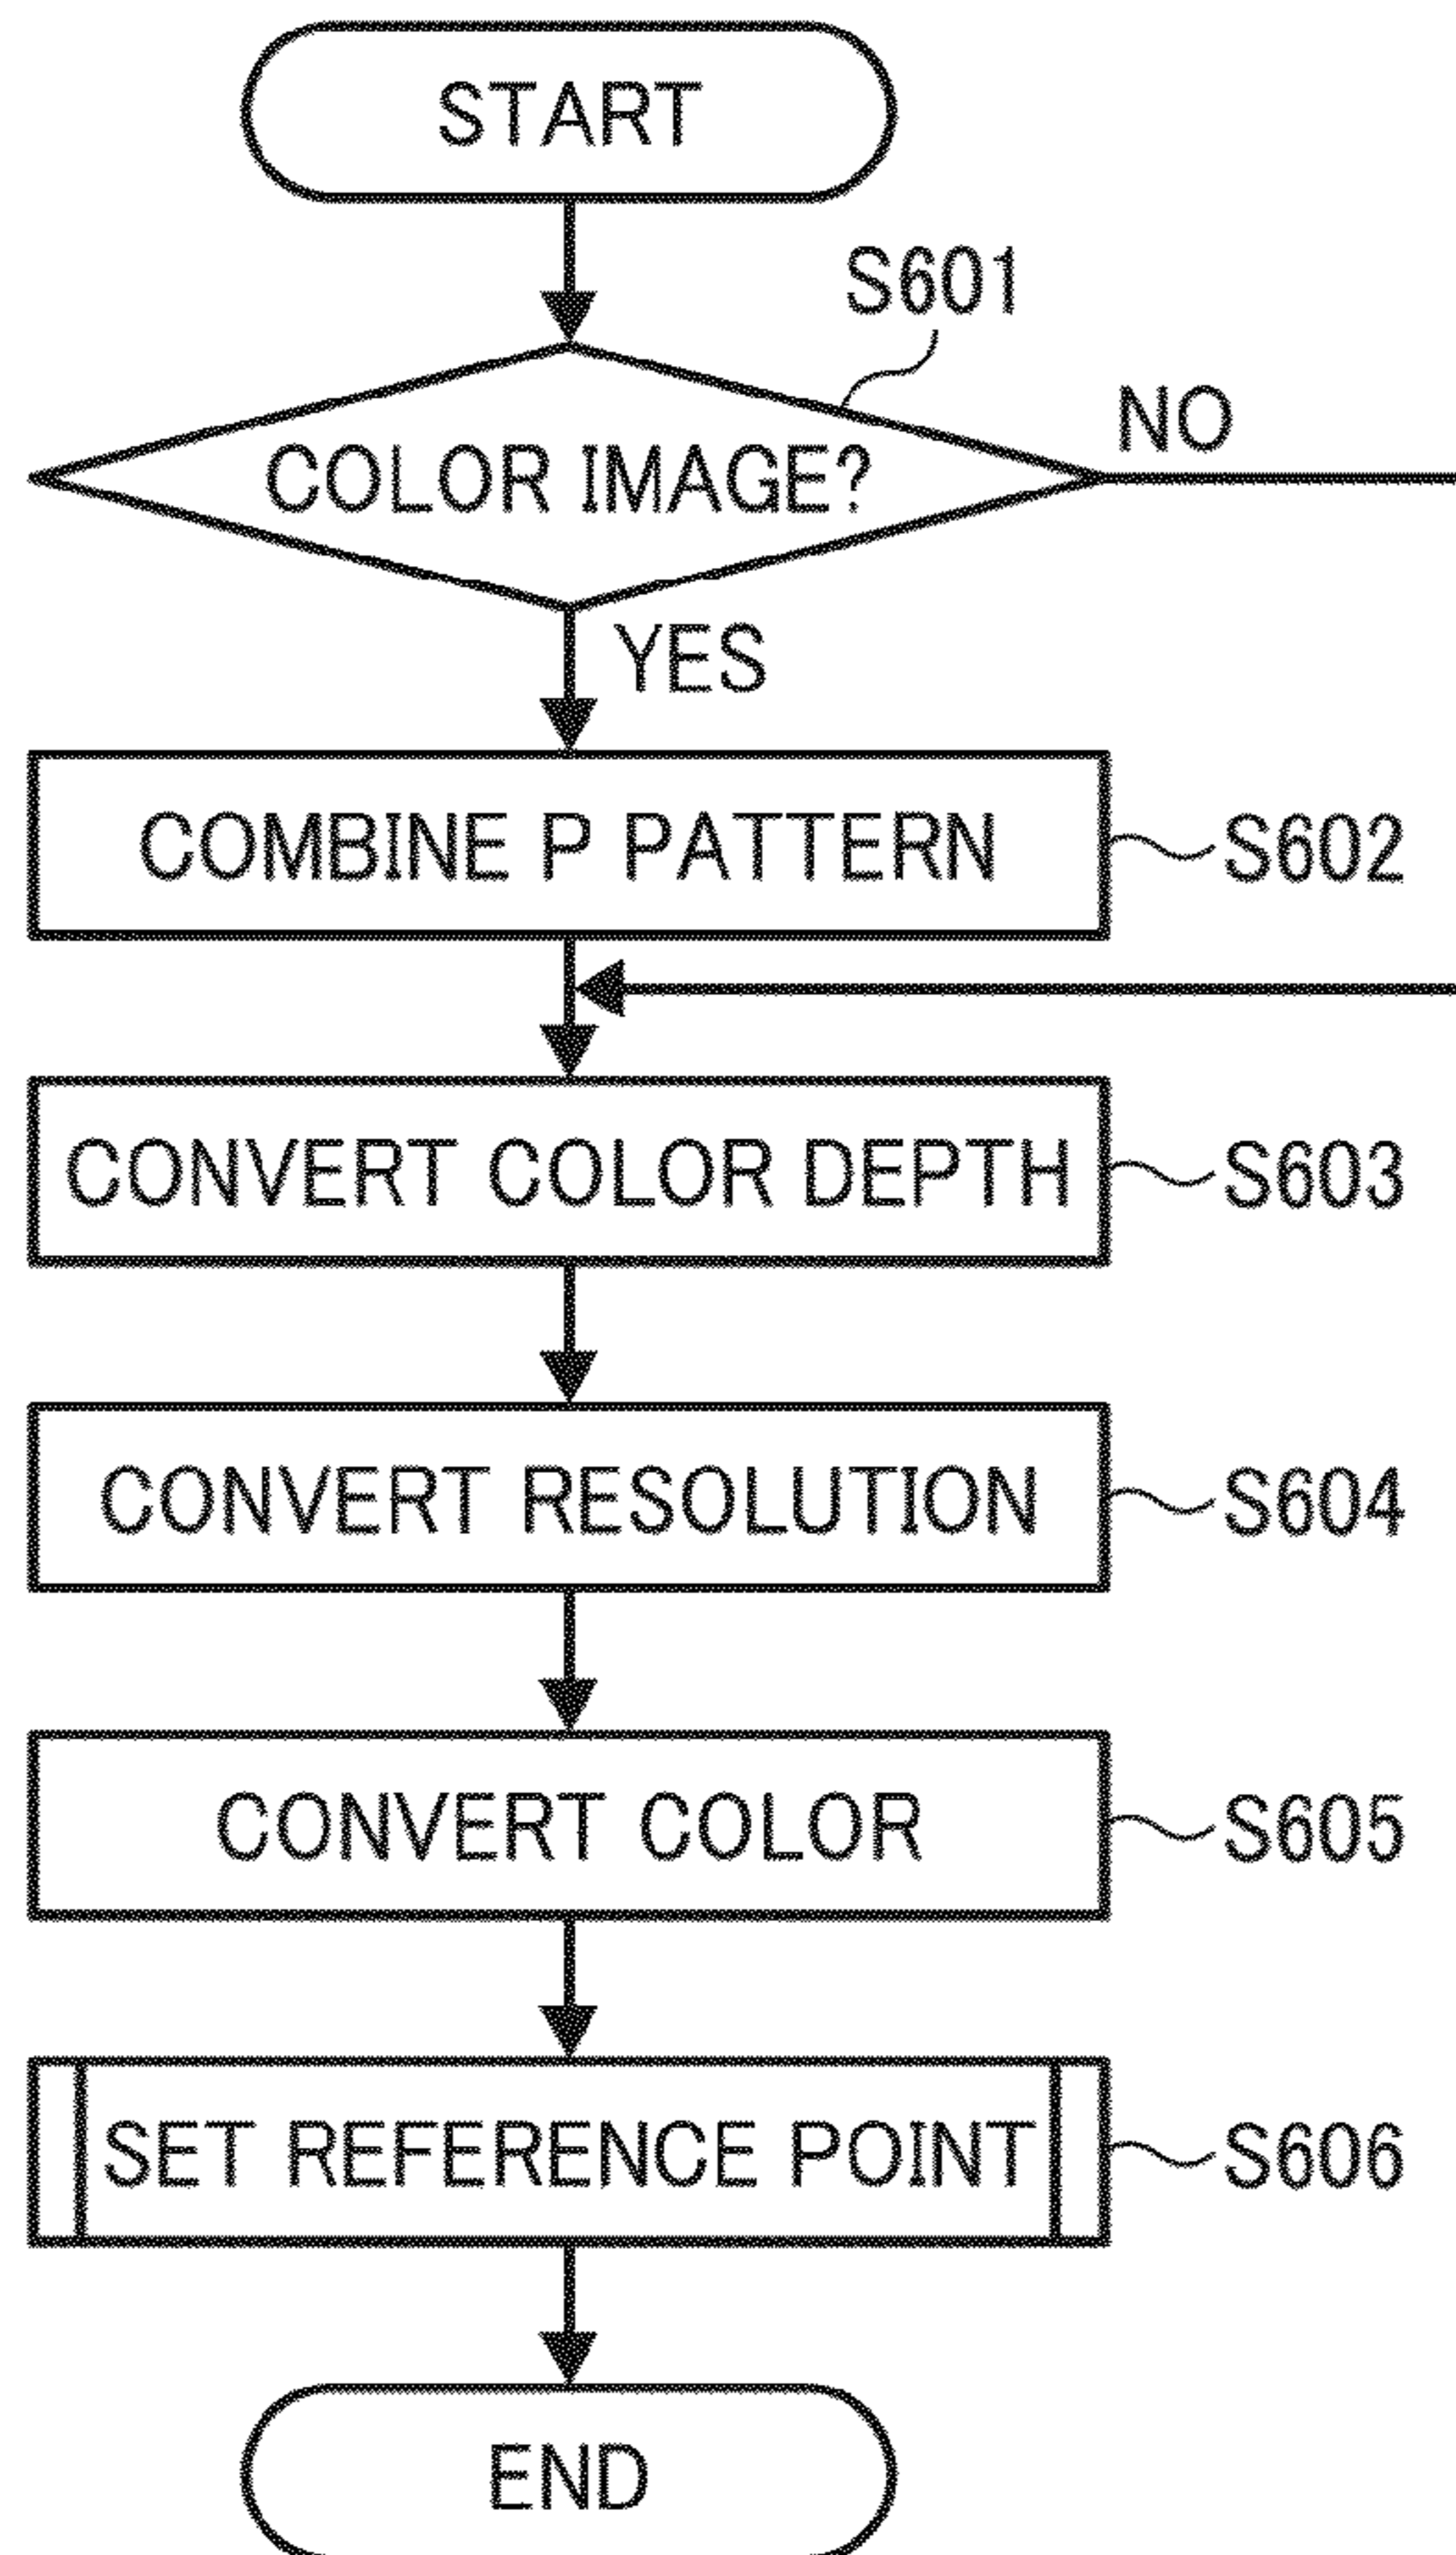 START
S601
NO
COLOR IMAGE?
YES
COMBINE P PATTERN
S602
CONVERT COLOR DEPTH
S603
CONVERT RESOLUTION
S604
CONVERT COLOR
S605
SET REFERENCE POINT
S606
END